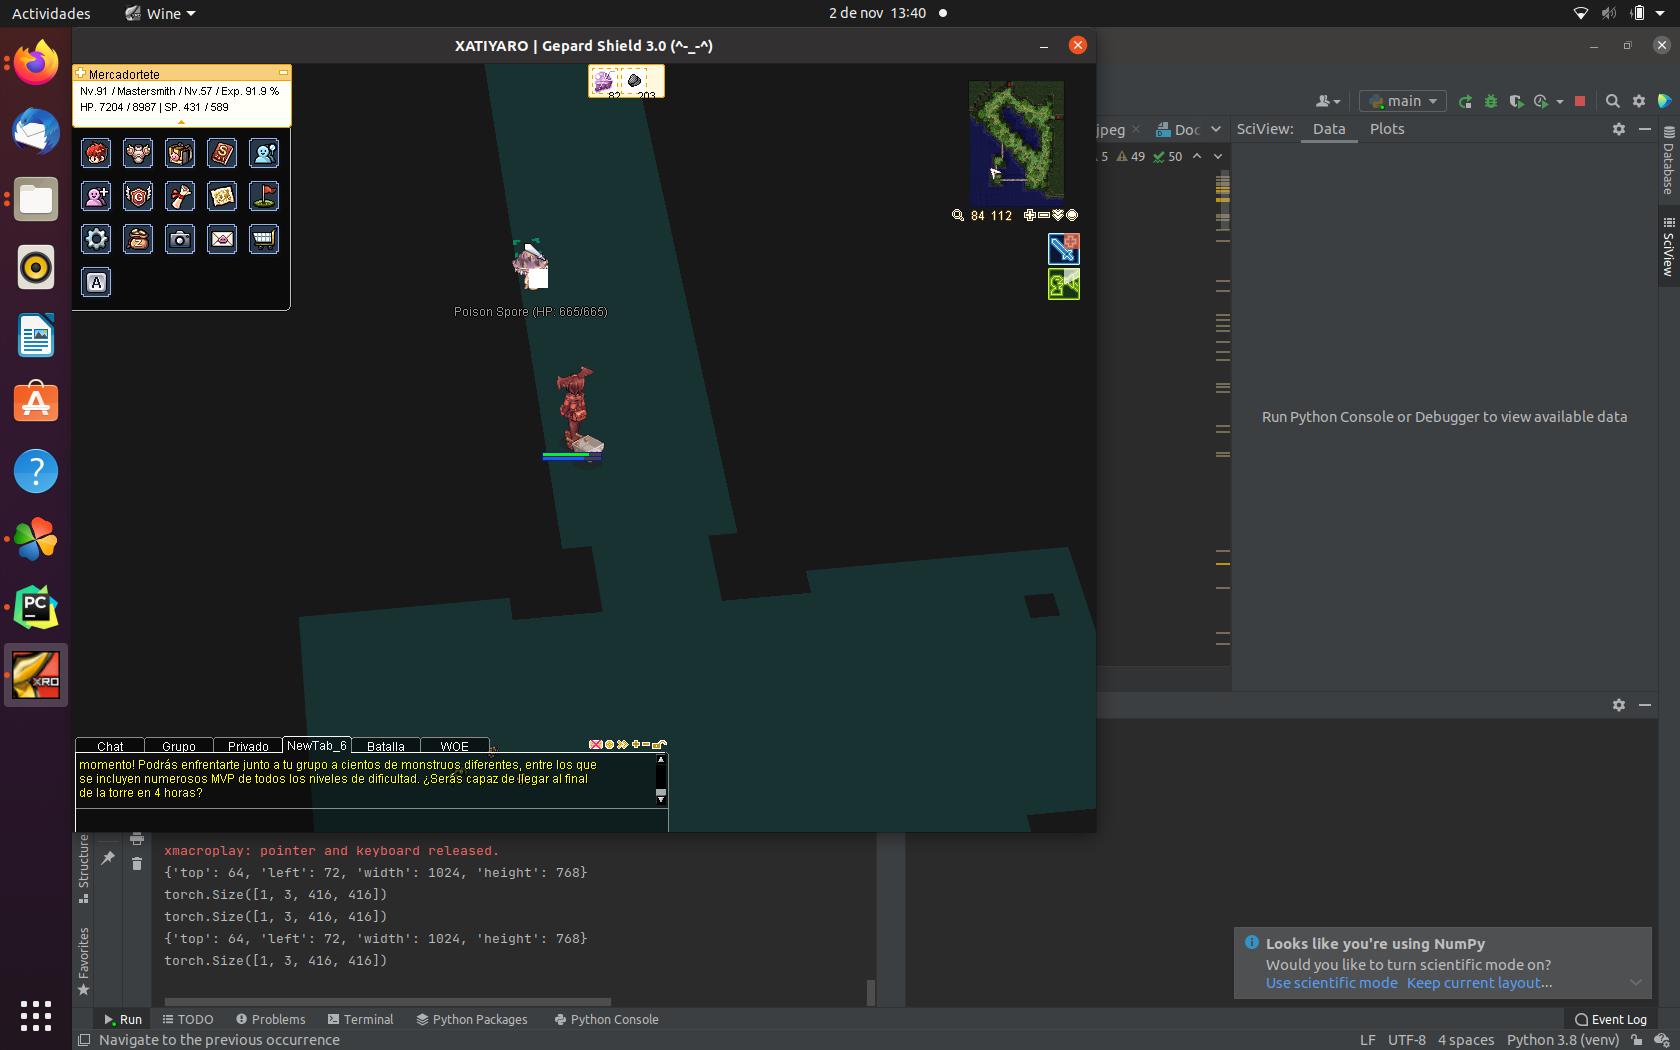 Actividades
Wine
2 de nov 13:40
XATIYARO | Gepard Shield 3.0 (^-_-^)
Mercadortete
Nv.91 / Mastersmith / Nv.57 / Exp. 91.9 %
HP. 7204 / 8987 | SP. 431 / 589
82 203
84 112
A
Poison Spore (HP: 665/665)
Chat
Grupo
Privado
NewTab_6
Batalla
WOE
momento! Podrás enfrentarte junto a tu grupo a cientos de monstruos diferentes, entre los que
se incluyen numerosos MVP de todos los niveles de dificultad. ¿Serás capaz de llegar al final
de la torre en 4 horas?
main
jpeg
Doc
SciView:
Data
Plots
5 49 50
Database
SciView
Run Python Console or Debugger to view available data
PC
XRO
Structure
Favorites
xmacroplay: pointer and keyboard released.
{'top': 64, 'left': 72, 'width': 1024, 'height': 768}
torch.Size([1, 3, 416, 416])
torch.Size([1, 3, 416, 416])
{'top': 64, 'left': 72, 'width': 1024, 'height': 768}
torch.Size([1, 3, 416, 416])
Looks like you're using NumPy
Would you like to turn scientific mode on?
Use scientific mode Keep current layout...
Run
TODO
Problems
Terminal
Python Packages
Python Console
Event Log
Navigate to the previous occurrence
LF UTF-8 4 spaces Python 3.8 (venv)